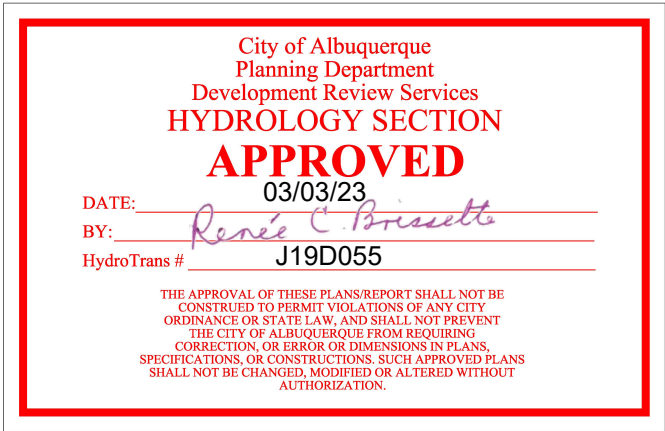 City of Albuquerque
Planning Department
Development Review Services
HYDROLOGY SECTION
APPROVED
DATE: 03/03/23
BY: Renée C. Brissette
HydroTrans # J19D055
THE APPROVAL OF THESE PLANS/REPORT SHALL NOT BE
CONSTRUED TO PERMIT VIOLATIONS OF ANY CITY
ORDINANCE OR STATE LAW, AND SHALL NOT PREVENT
THE CITY OF ALBUQUERQUE FROM REQUIRING
CORRECTION, OR ERROR OR DIMENSIONS IN PLANS,
SPECIFICATIONS, OR CONSTRUCTIONS. SUCH APPROVED PLANS
SHALL NOT BE CHANGED, MODIFIED OR ALTERED WITHOUT
AUTHORIZATION.